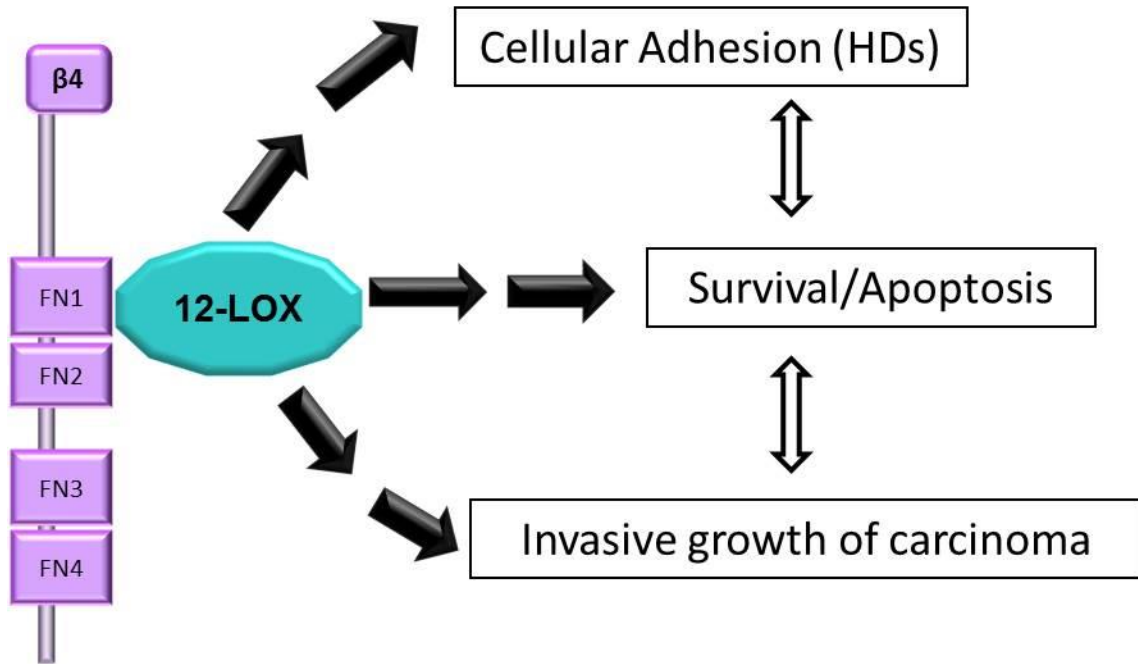 β4
FN1
FN2
FN3
FN4
12-LOX
Cellular Adhesion (HDs)
Survival/Apoptosis
Invasive growth of carcinoma